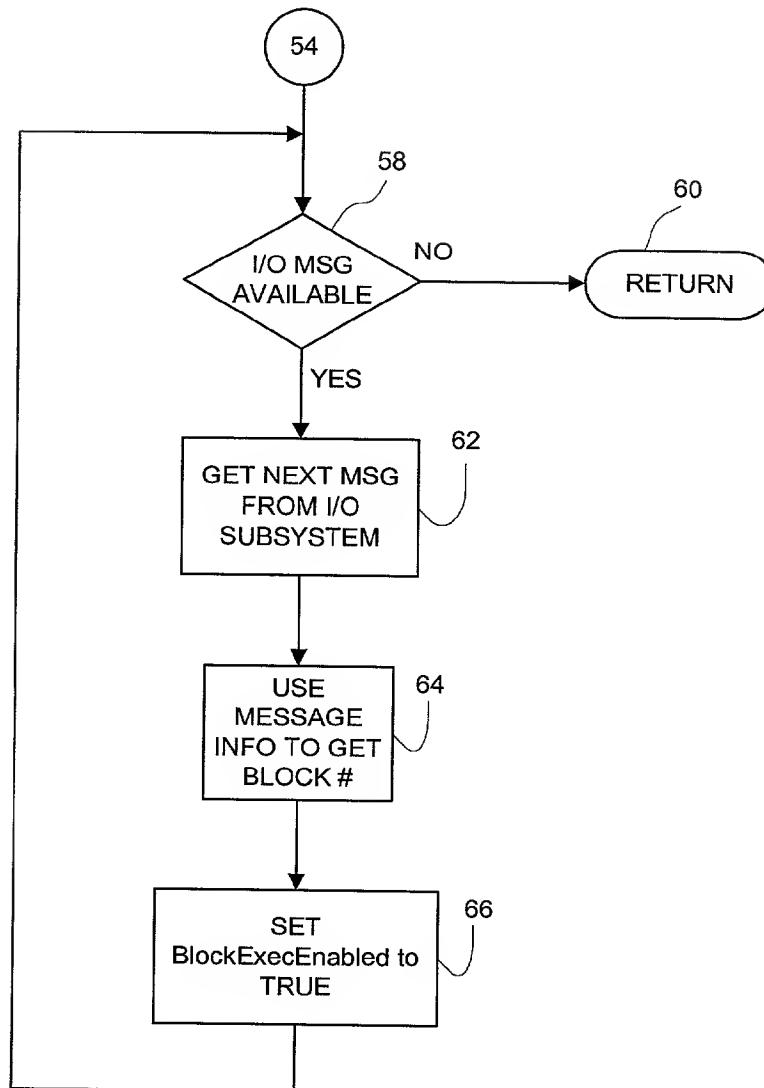 54
58
I/O MSG
AVAILABLE
NO
60
RETURN
YES
62
GET NEXT MSG
FROM I/O
SUBSYSTEM
64
USE
MESSAGE
INFO TO GET
BLOCK #
66
SET
BlockExecEnabled to
TRUE